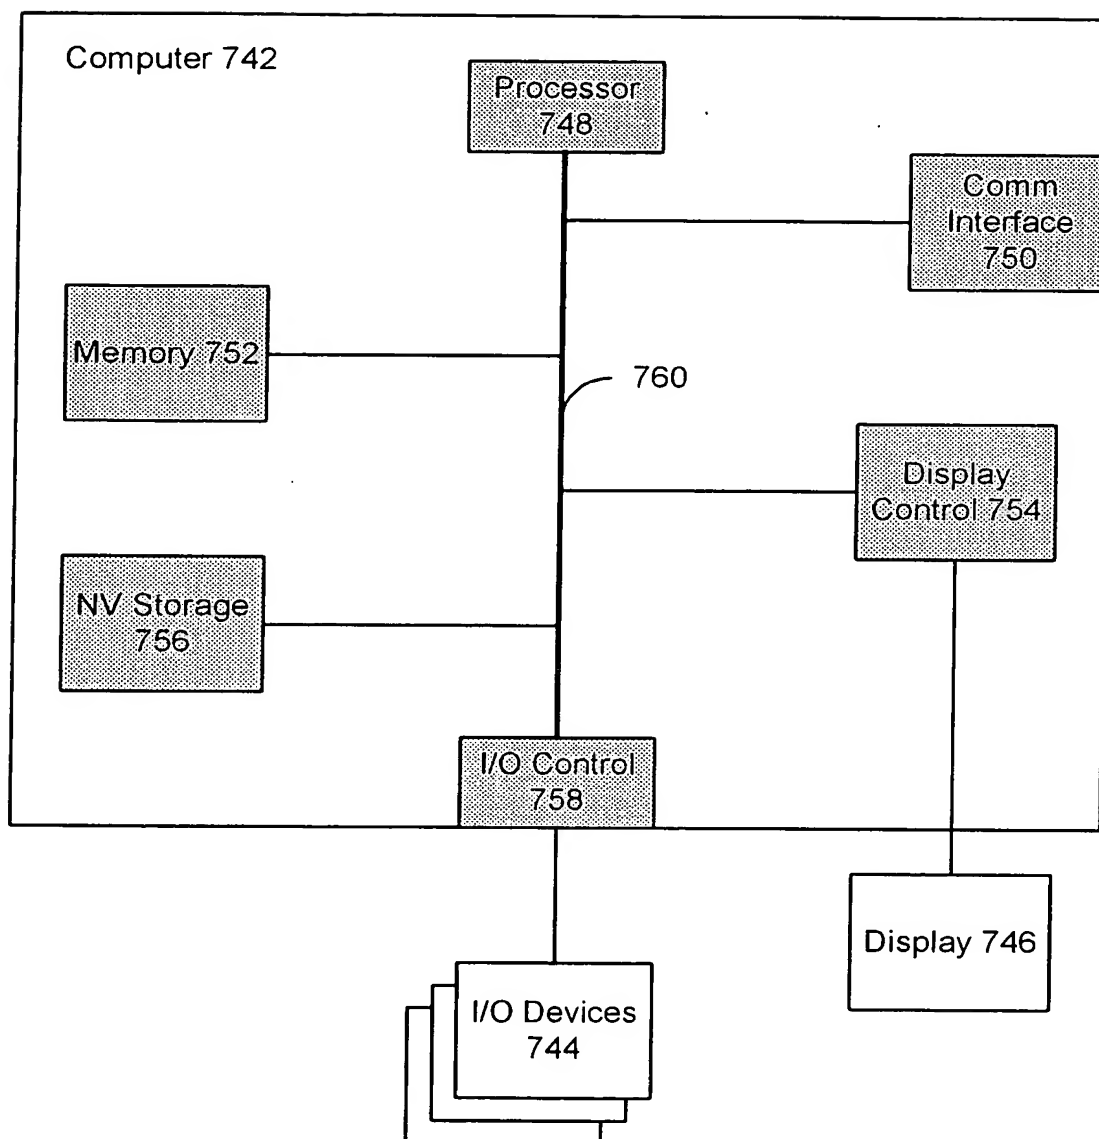 Computer 742
Processor
748
Comm
Interface
750
Memory 752
760
Display
Control 754
NV Storage
756
I/O Control
758
Display 746
I/O Devices
744